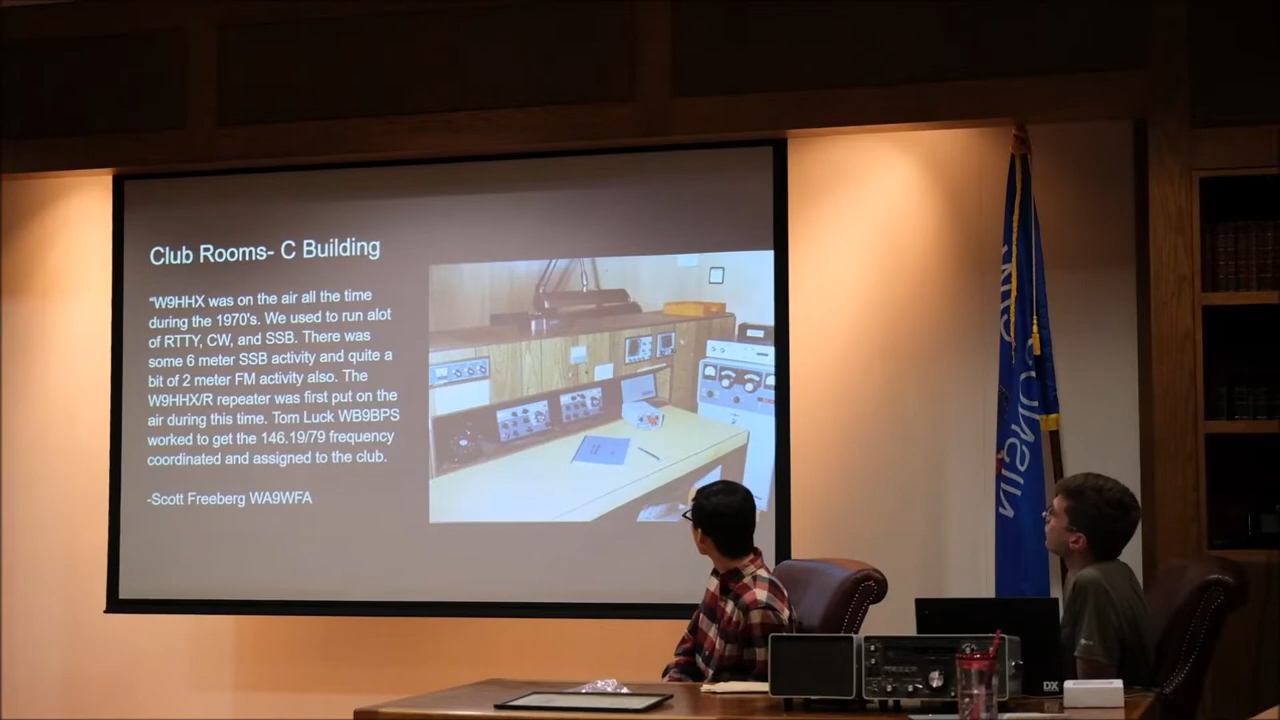 Club Rooms- C Building
“W9HHX was on the air all the time
during the 1970's. We used to run alot
of RTTY, CW, and SSB. There was
some 6 meter SSB activity and quite a
bit of 2 meter FM activity also. The
W9HHX/R repeater was first put on the
air during this time. Tom Luck WB9BPS
worked to get the 146.19/79 frequency
coordinated and assigned to the club.
-Scott Freeberg WA9WFA
WISCONSIN
DX